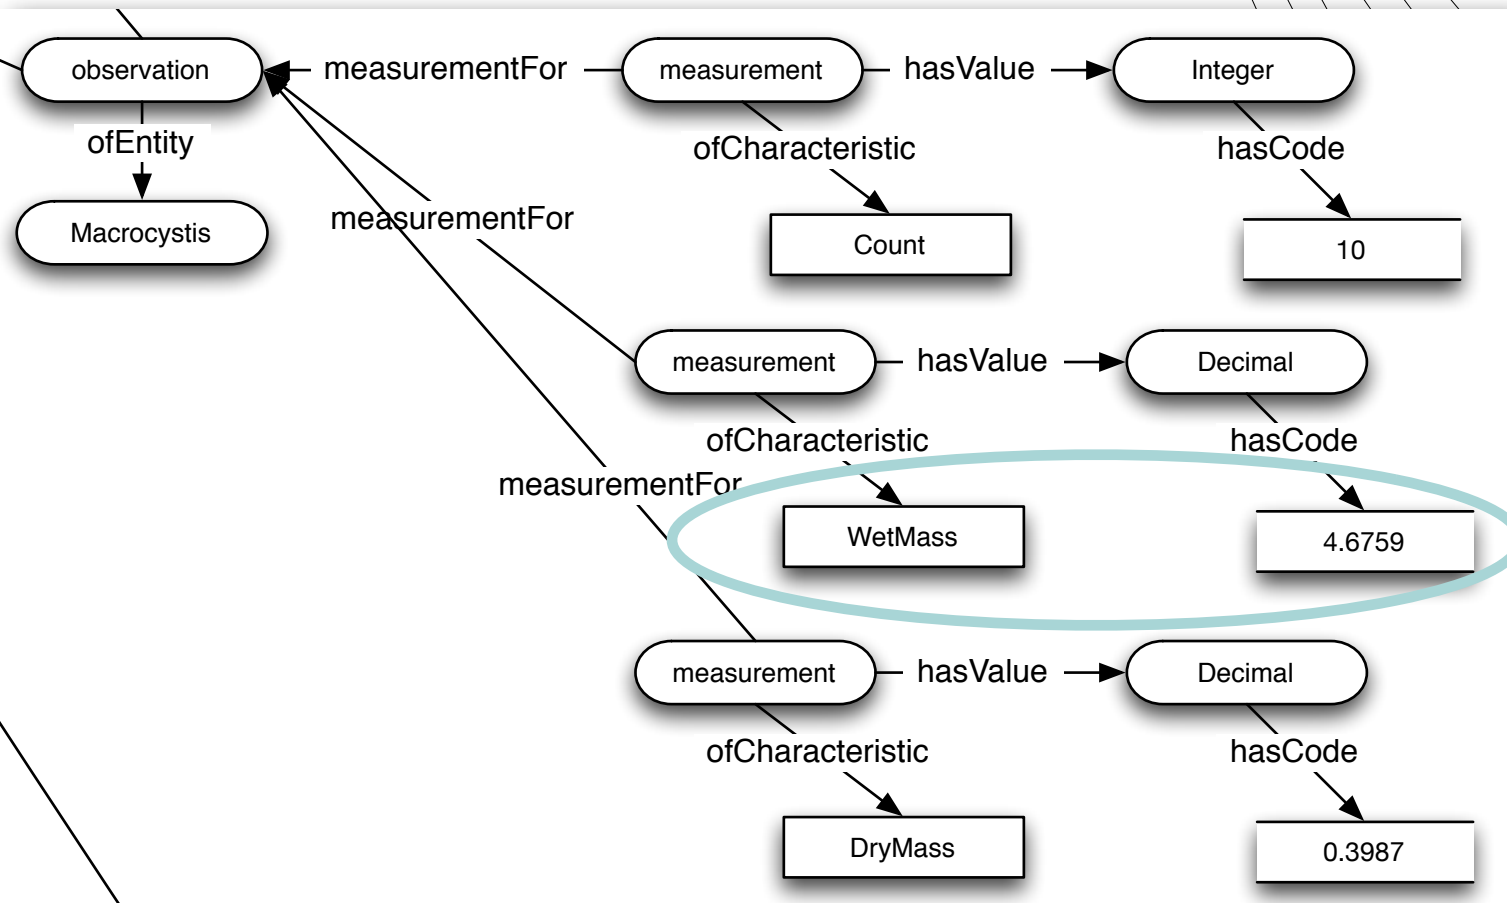 observation measurementFor measurement hasValue Integer
ofEntity ofCharacteristic hasCode
Macrocystis measurementFor Count 10
measurement hasValue Decimal
ofCharacteristic hasCode
measurementFor WetMass 4.6759
measurement hasValue Decimal
ofCharacteristic hasCode
DryMass 0.3987